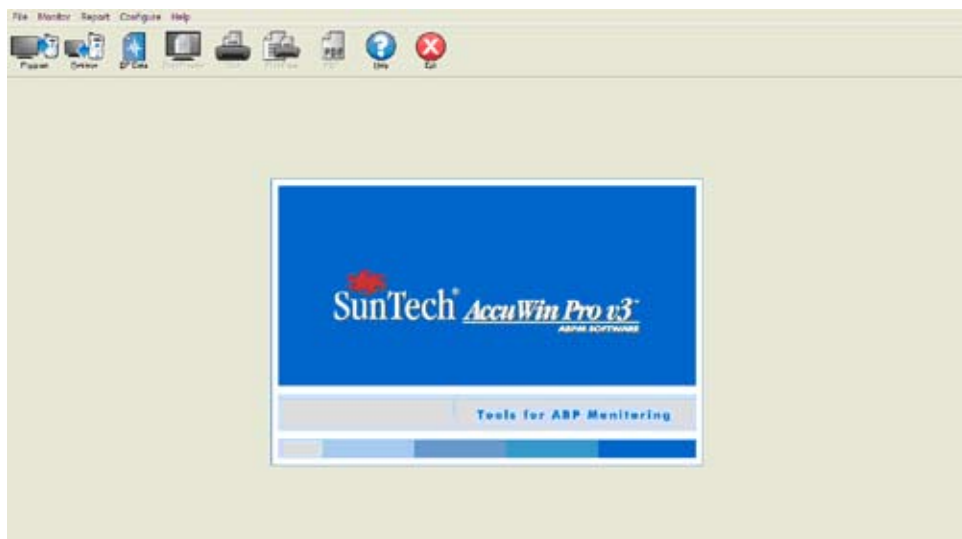 File Monitor Report Configure Help
Program Retrieve BP Data Help Exit
SunTech® AccuWin Pro v3™
ABPM SOFTWARE
Tools for ABP Monitoring